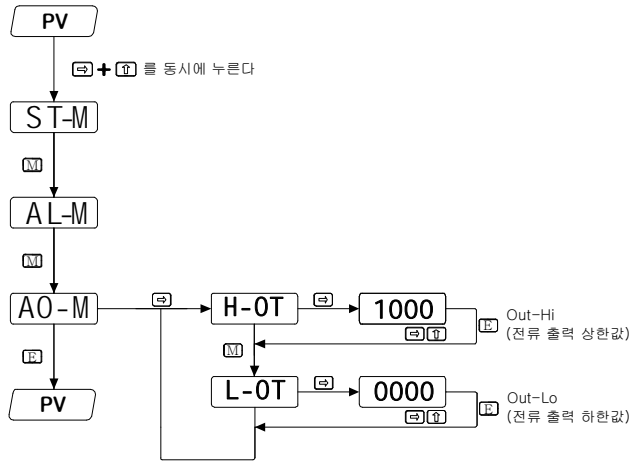 PV
⇨ + ⇧ 를 동시에 누른다
ST-M
M
AL-M
M
AO-M ⇨ H-OT ⇨ 1000 E Out-Hi
(전류 출력 상한값)
⇨ ⇧
M
E
L-OT ⇨ 0000 E Out-Lo
(전류 출력 하한값)
⇨ ⇧
PV